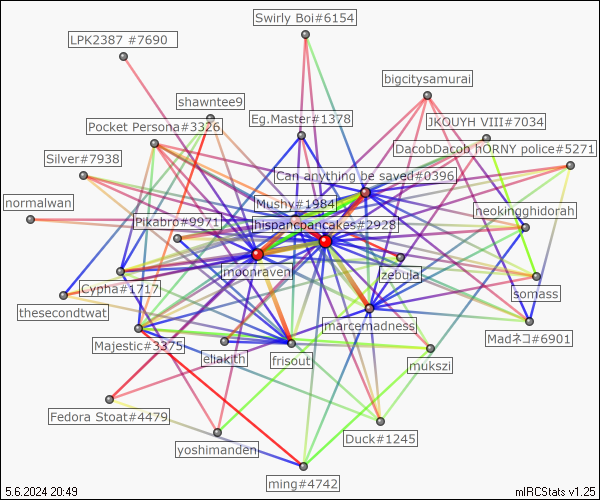 Swirly Boi#6154
LPK2387 #7690
bigcitysamurai
shawntee9
Eg.Master#1378
JKOUYH VIII#7034
Pocket Persona#3326
DacobDacob hORNY police#5271
Silver#7938
Can anything be saved#0396
normalwan
Mushy#1984
neokingghidorah
Pikabro#9971
hispancpancakes#2928
moonraven
zebula
Cypha#1717
somass
thesecondtwat
marcemadness
Madネコ#6901
Majestic#3375
eliakith
frisout
mukszi
Fedora Stoat#4479
yoshimanden
Duck#1245
ming#4742
5.6.2024 20:49
mIRCStats v1.25